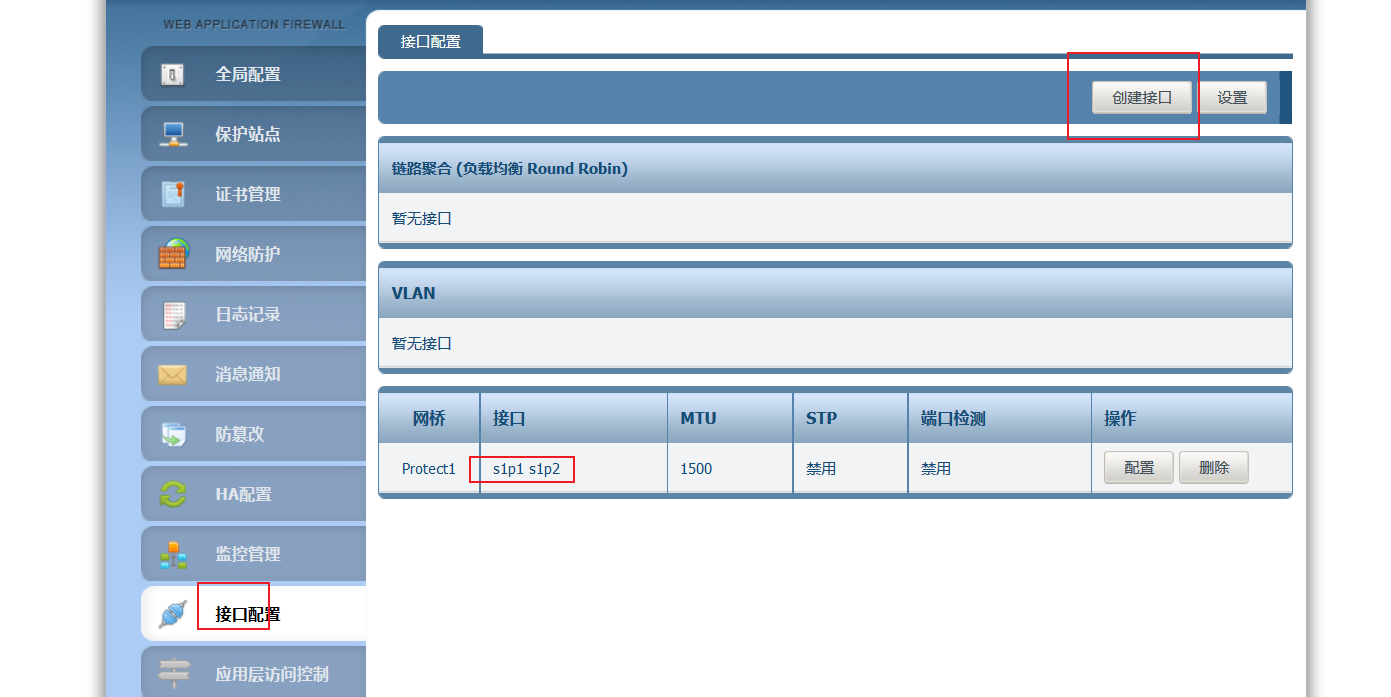 WEB APPLICATION FIREWALL
全局配置
保护站点
证书管理
网络防护
日志记录
消息通知
防篡改
HA配置
监控管理
接口配置
应用层访问控制
接口配置
创建接口 设置
链路聚合 (负载均衡 Round Robin)
暂无接口
VLAN
暂无接口
网桥 接口 MTU STP 端口检测 操作
Protect1 s1p1 s1p2 1500 禁用 禁用 配置 删除